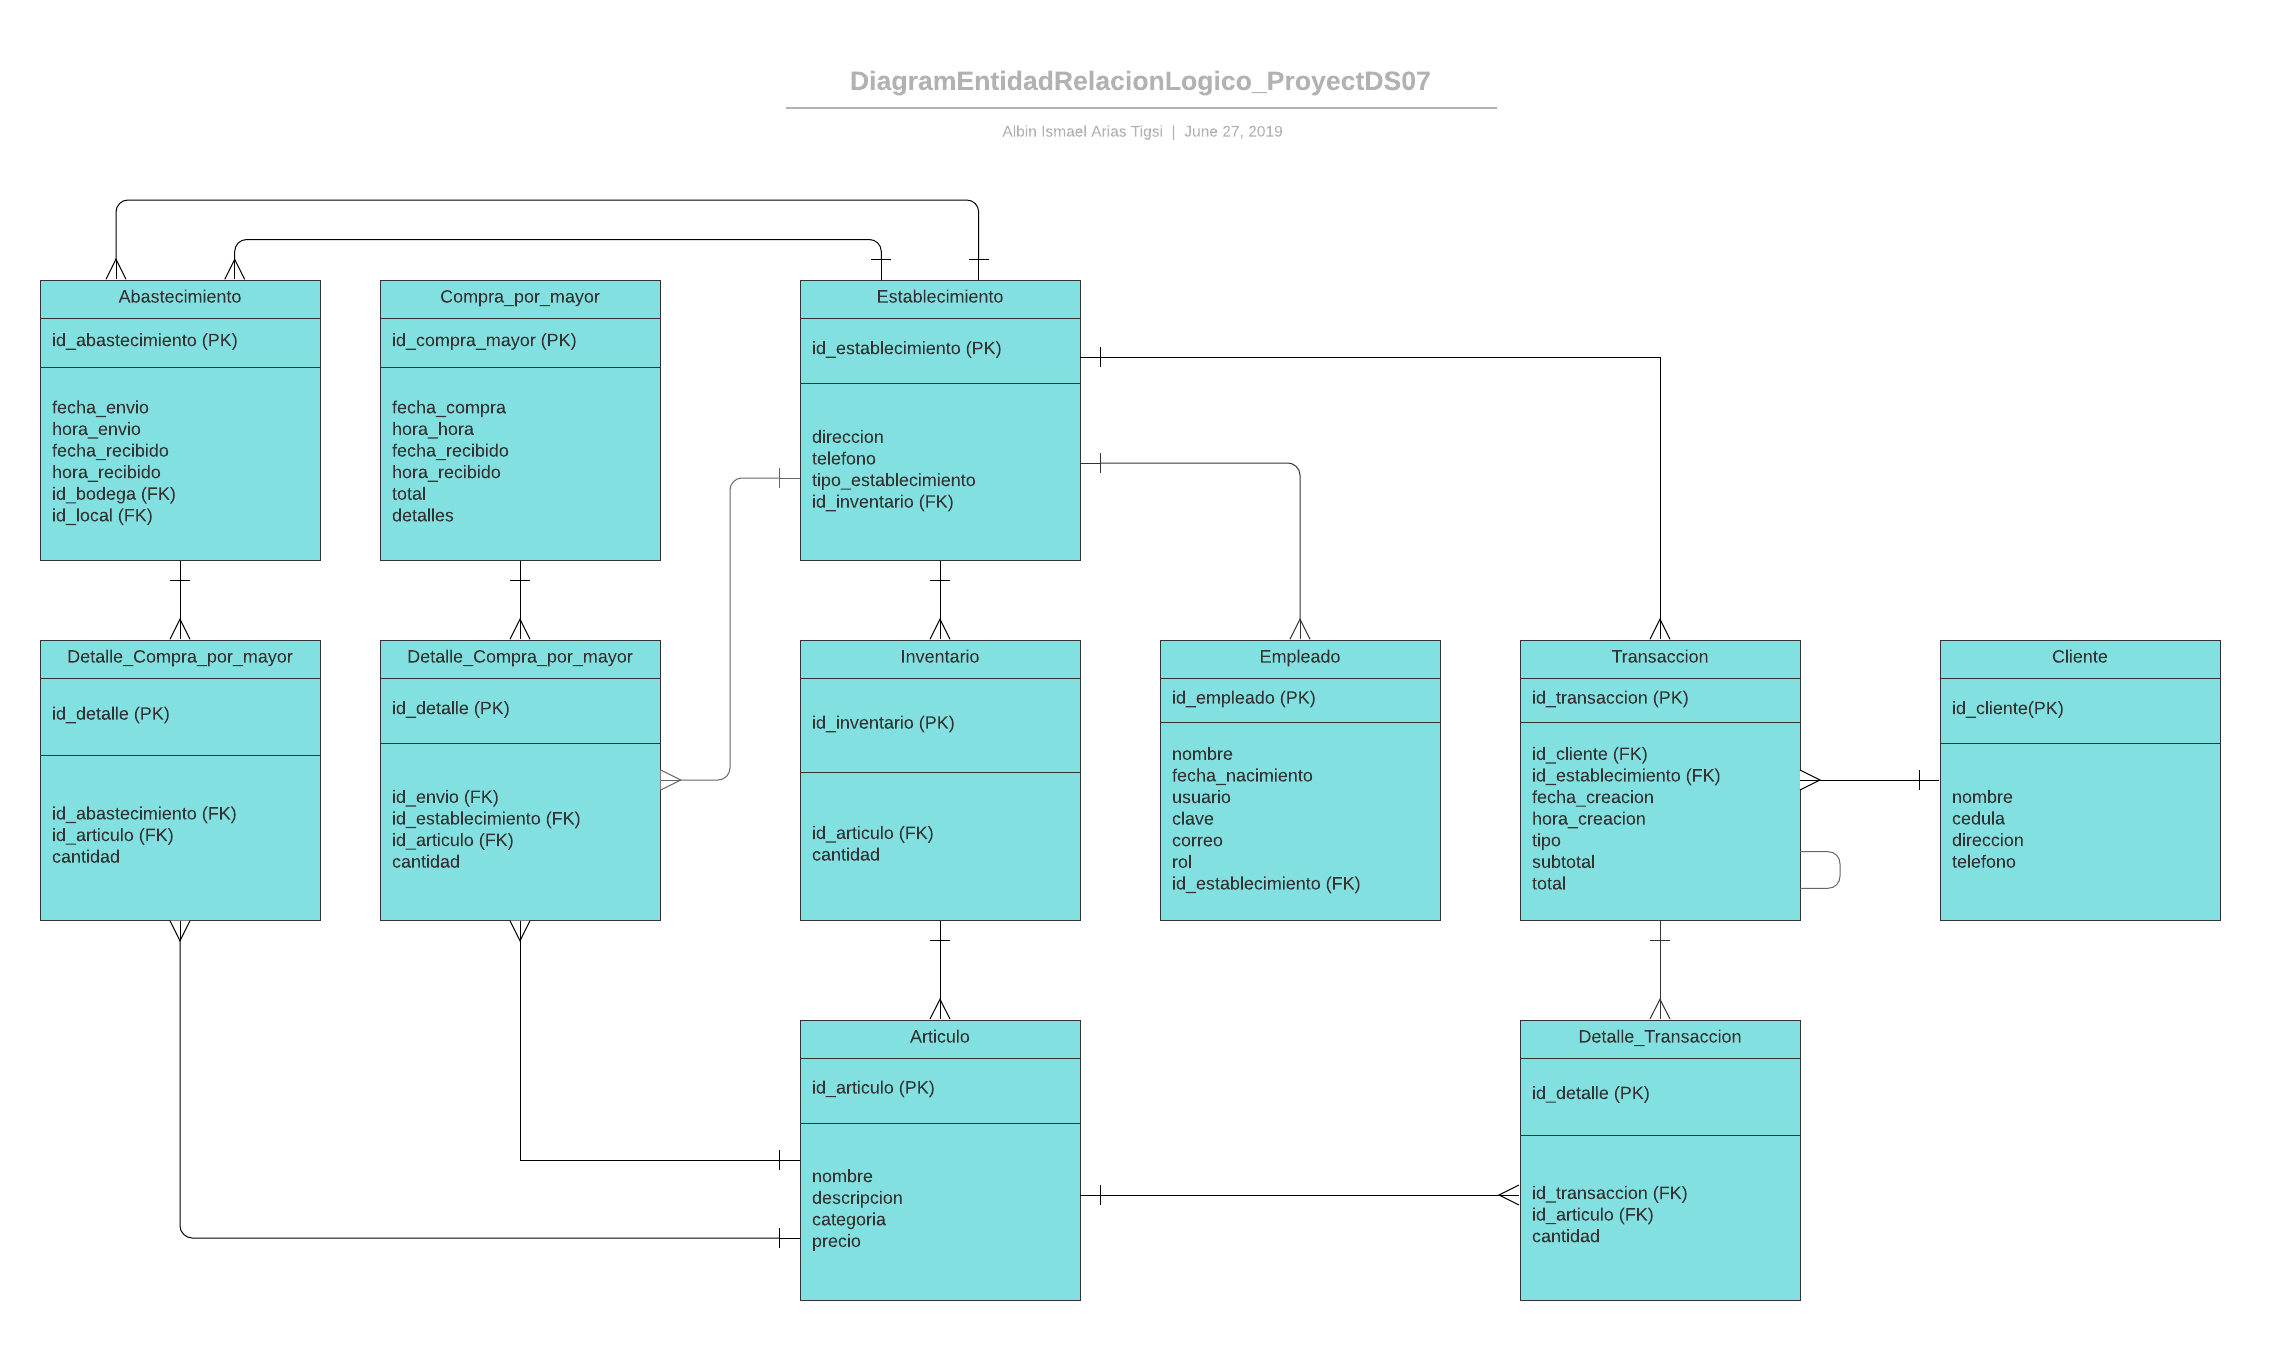 DiagramEntidadRelacionLogico_ProyectDS07
Albin Ismael Arias Tigsi | June 27, 2019
Abastecimiento
id_abastecimiento (PK)
fecha_envio
hora_envio
fecha_recibido
hora_recibido
id_bodega (FK)
id_local (FK)
Compra_por_mayor
id_compra_mayor (PK)
fecha_compra
hora_hora
fecha_recibido
hora_recibido
total
detalles
Establecimiento
id_establecimiento (PK)
direccion
telefono
tipo_establecimiento
id_inventario (FK)
Detalle_Compra_por_mayor
id_detalle (PK)
id_abastecimiento (FK)
id_articulo (FK)
cantidad
Detalle_Compra_por_mayor
id_detalle (PK)
id_envio (FK)
id_establecimiento (FK)
id_articulo (FK)
cantidad
Inventario
id_inventario (PK)
id_articulo (FK)
cantidad
Empleado
id_empleado (PK)
nombre
fecha_nacimiento
usuario
clave
correo
rol
id_establecimiento (FK)
Transaccion
id_transaccion (PK)
id_cliente (FK)
id_establecimiento (FK)
fecha_creacion
hora_creacion
tipo
subtotal
total
Cliente
id_cliente(PK)
nombre
cedula
direccion
telefono
Articulo
id_articulo (PK)
nombre
descripcion
categoria
precio
Detalle_Transaccion
id_detalle (PK)
id_transaccion (FK)
id_articulo (FK)
cantidad